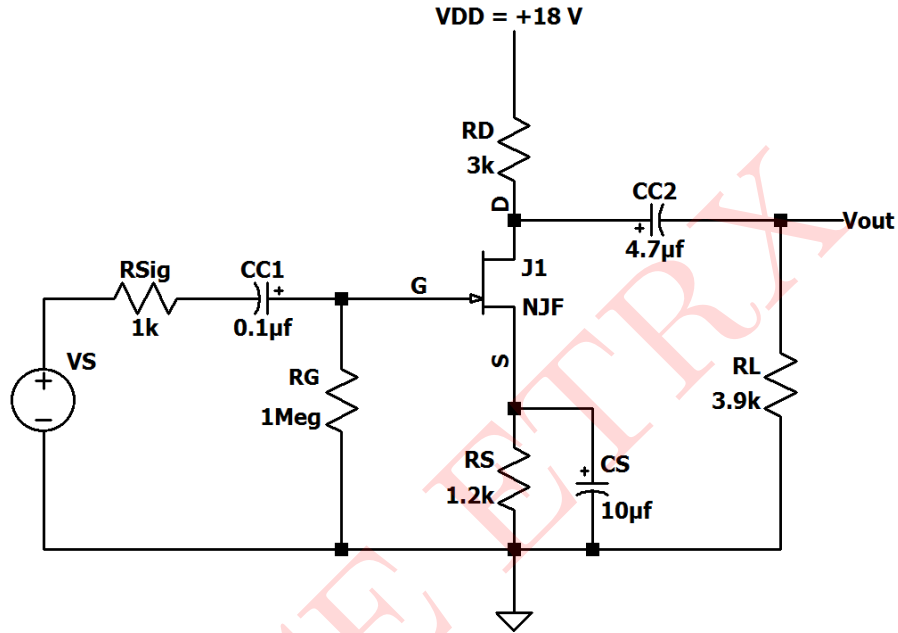 VDD = +18 V
RD
3k
D
CC2
4.7µf
Vout
RSig
1k
CC1
0.1µf
G
J1
NJF
VS
RG
1Meg
S
RL
3.9k
RS
1.2k
CS
10µf
E ETRX